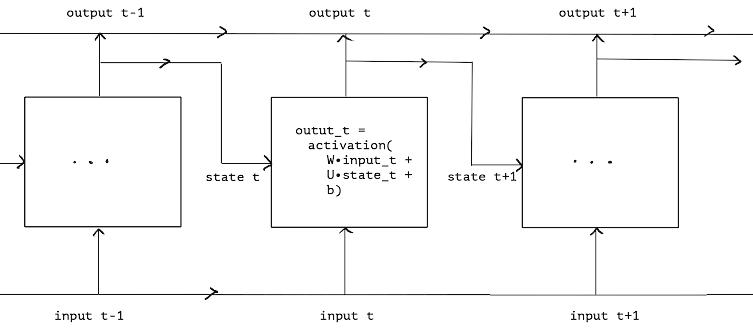 output t-1
output t
output t+1
. . .
outut_t =
activation(
W•input_t +
U•state_t +
b)
. . .
state t
state t+1
input t-1
input t
input t+1